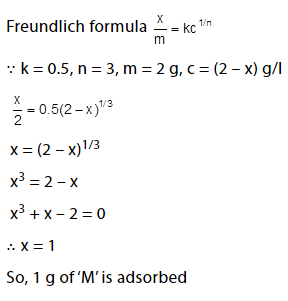 Freundlich formula x/m = kc^1/n
∵ k = 0.5, n = 3, m = 2 g, c = (2 – x) g/l
x/2 = 0.5(2 – x)^1/3
x = (2 – x)^1/3
x³ = 2 – x
x³ + x – 2 = 0
∴ x = 1
So, 1 g of ‘M’ is adsorbed